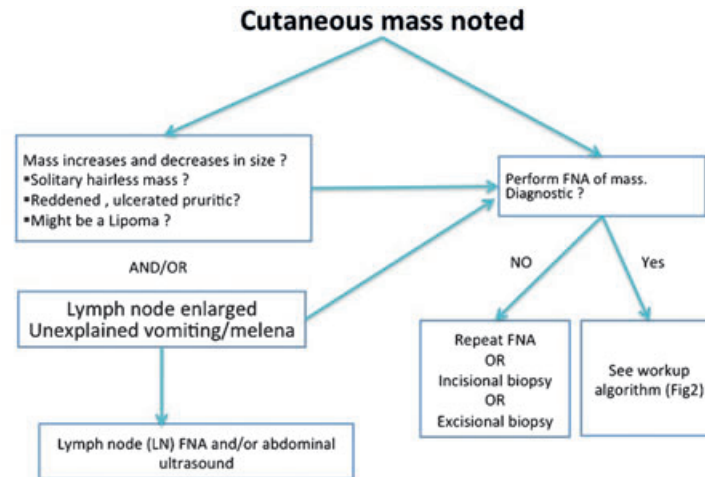 Cutaneous mass noted
Mass increases and decreases in size ?
▪Solitary hairless mass ?
▪Reddened , ulcerated pruritic?
▪Might be a Lipoma ?
Perform FNA of mass.
Diagnostic ?
AND/OR
NO
Yes
Lymph node enlarged
Unexplained vomiting/melena
Repeat FNA
OR
Incisional biopsy
OR
Excisional biopsy
See workup
algorithm (Fig2)
Lymph node (LN) FNA and/or abdominal
ultrasound